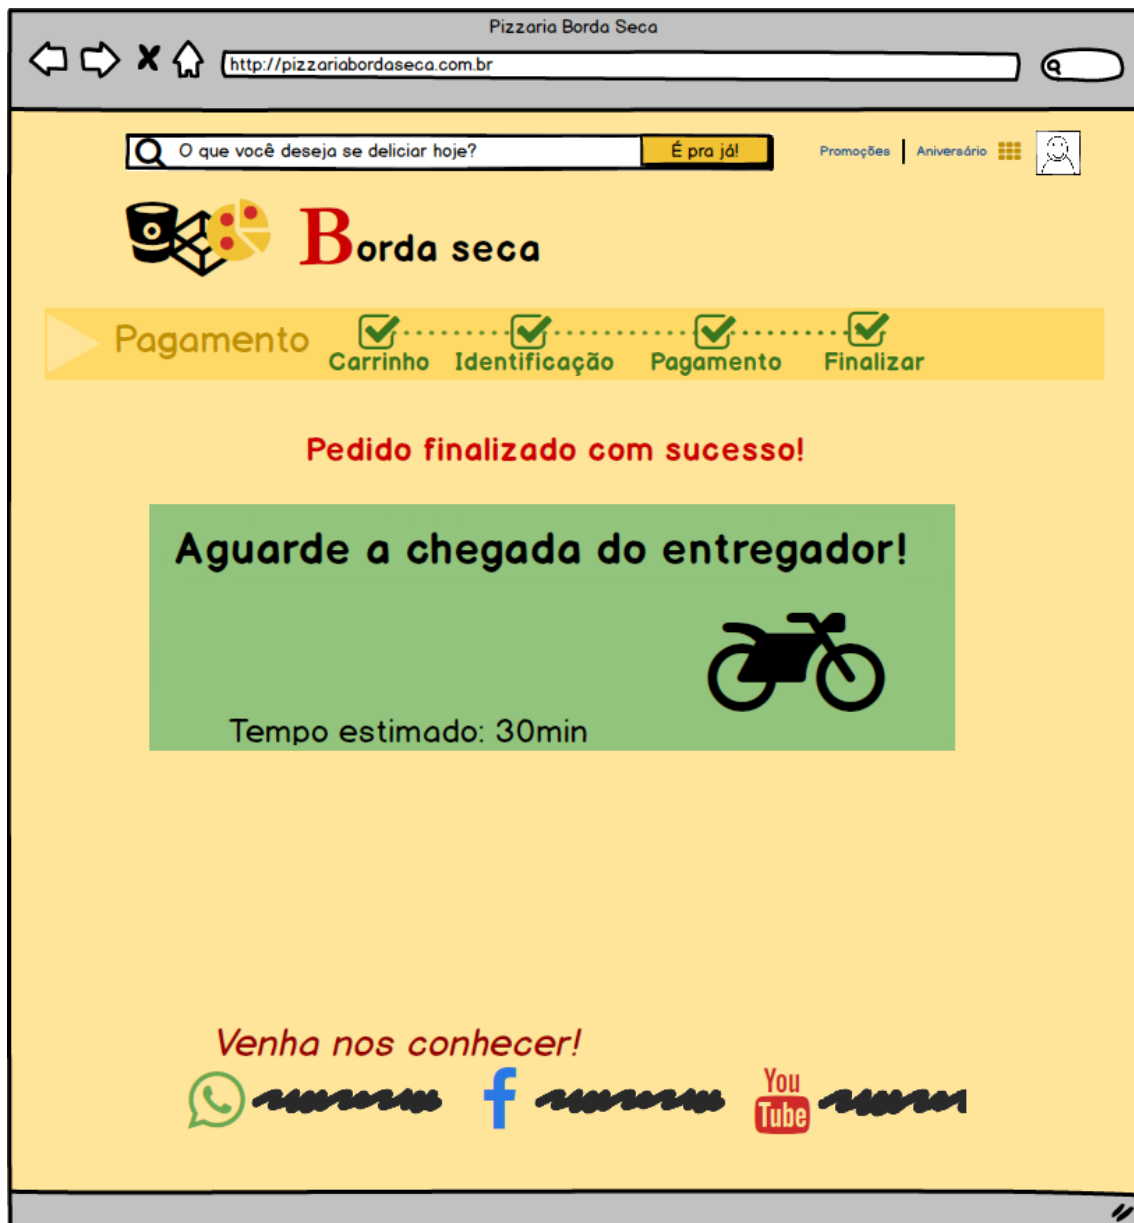 Pizzaria Borda Seca
http://pizzariabordaseca.com.br
O que você deseja se deliciar hoje? É pra já! Promoções Aniversário
Borda seca
Pagamento
Carrinho Identificação Pagamento Finalizar
Pedido finalizado com sucesso!
Aguarde a chegada do entregador!
Tempo estimado: 30min
Venha nos conhecer!
You
Tube